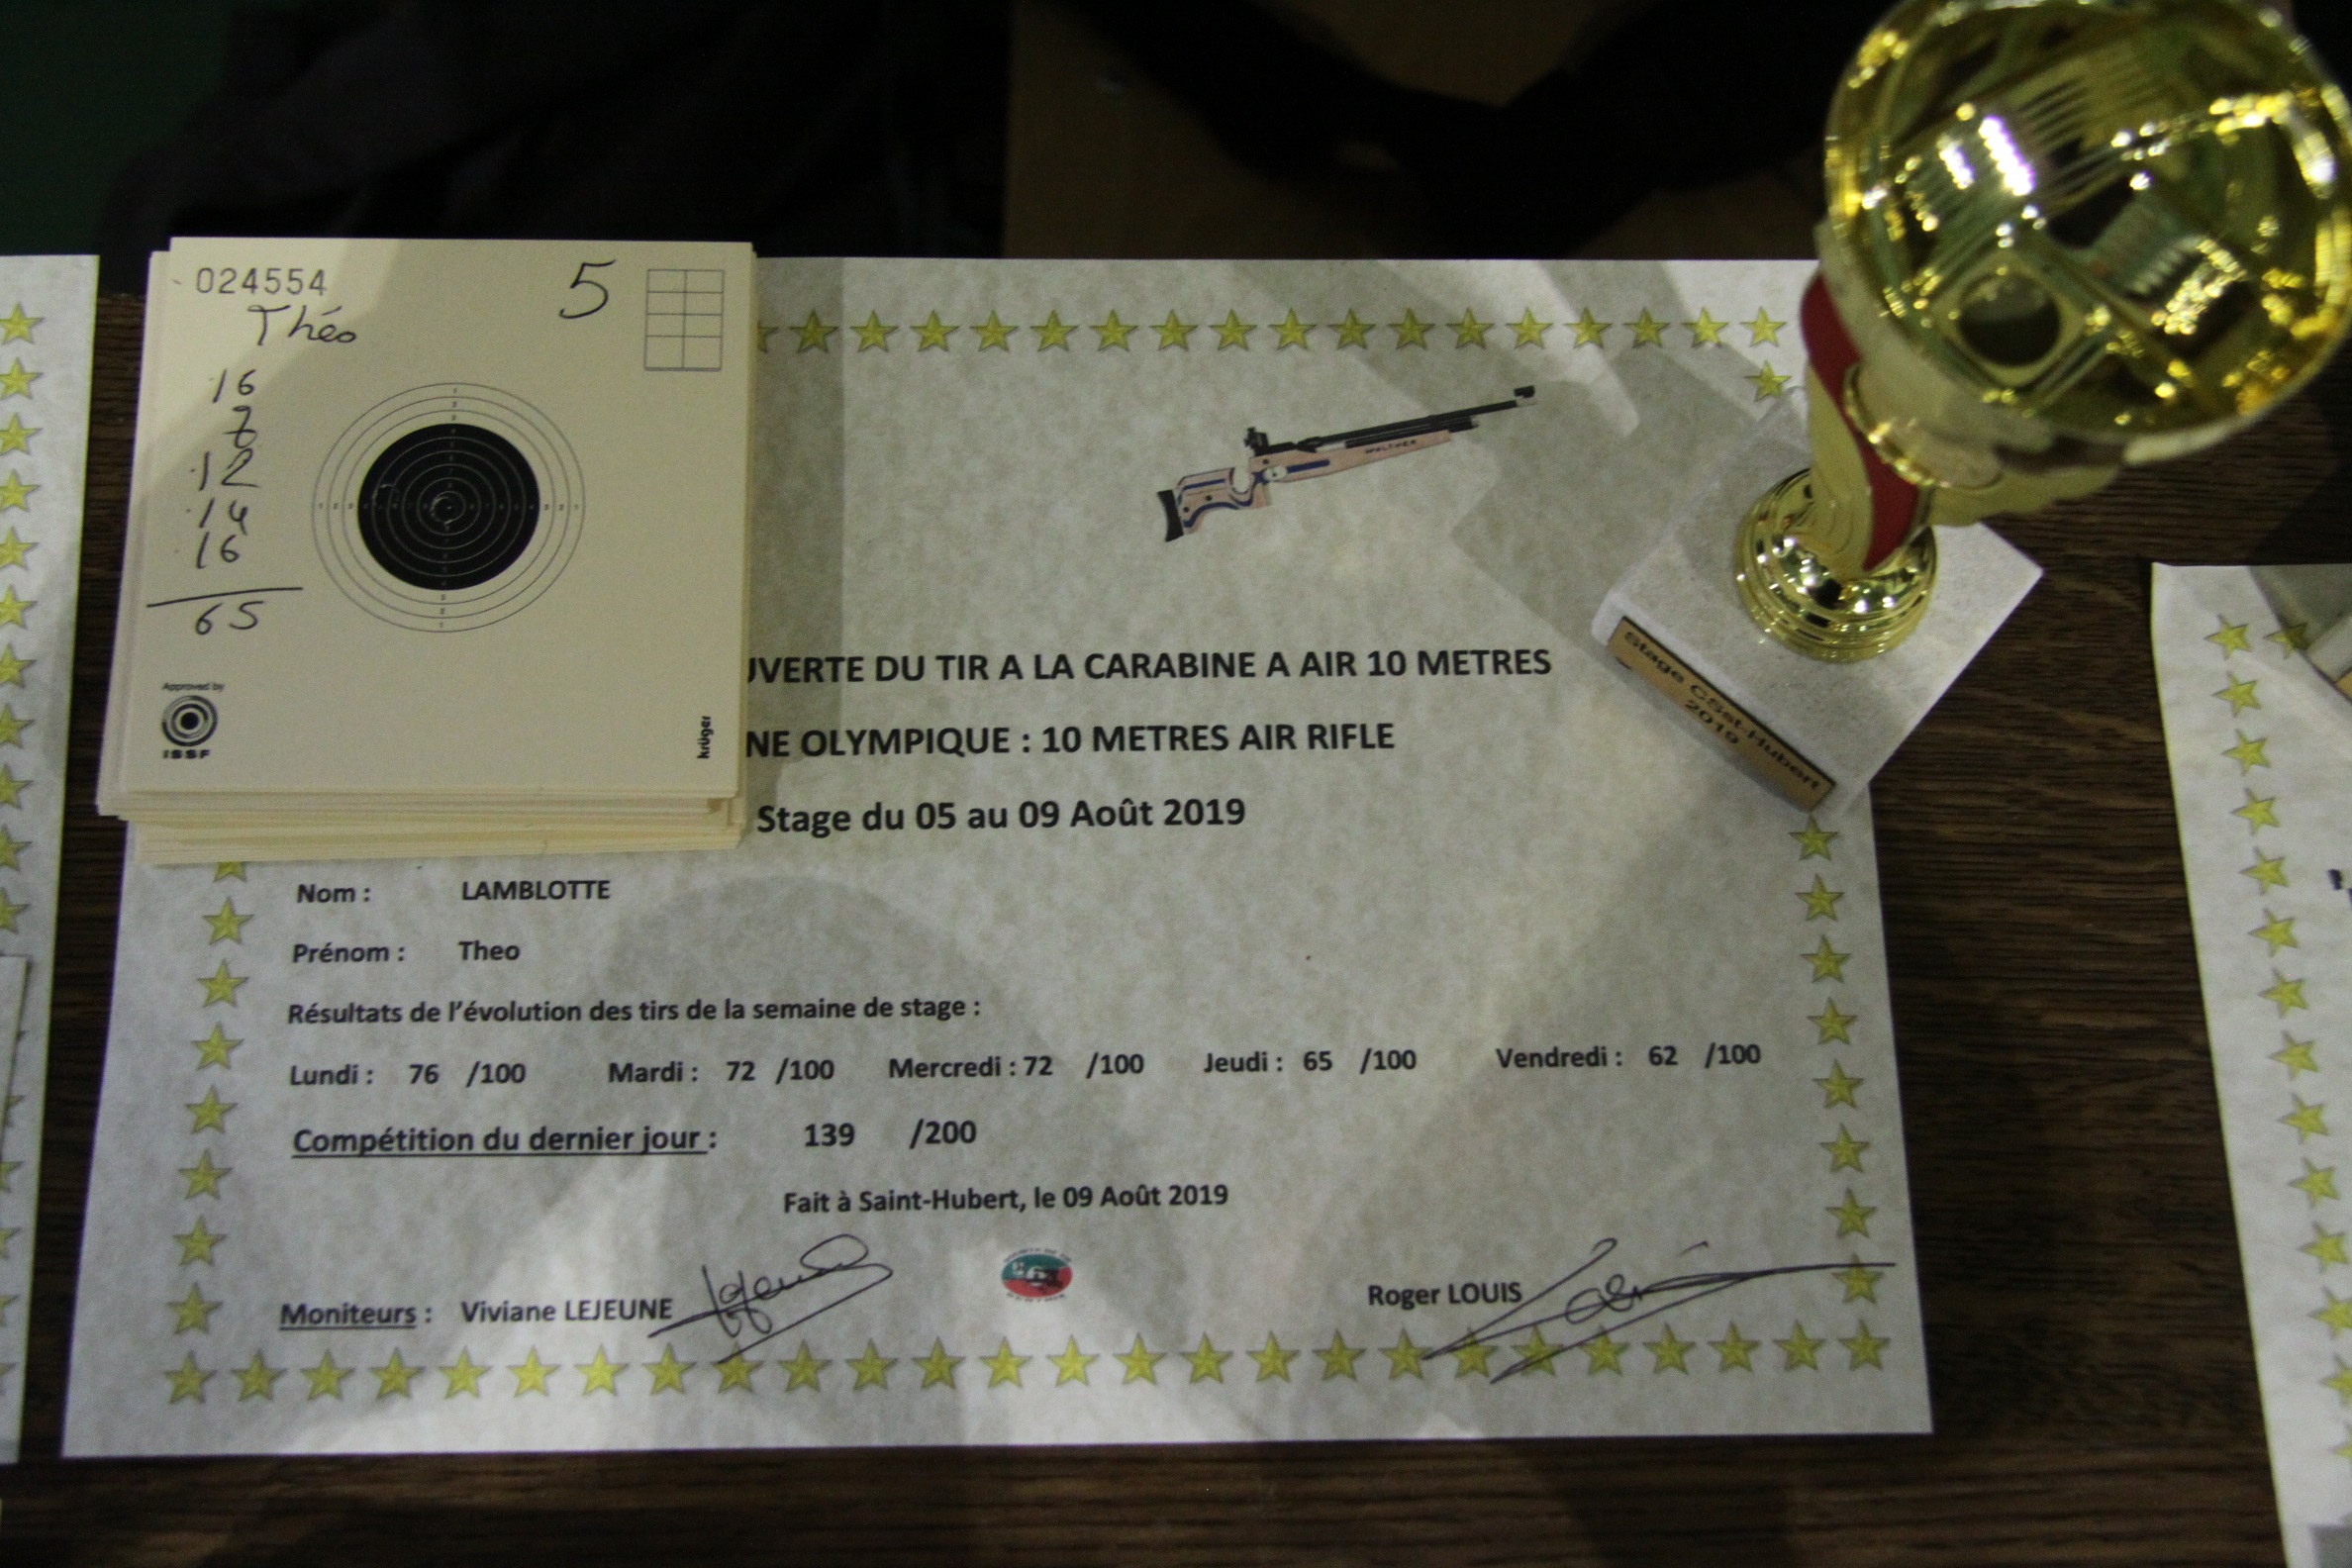 024554
5
Théo
16
7
12
14
16
65
Approved by
ISSF
krüger
WALTHER
UVERTE DU TIR A LA CARABINE A AIR 10 METRES
NE OLYMPIQUE : 10 METRES AIR RIFLE
Stage du 05 au 09 Août 2019
Stage CSst-Hubert
2019
Nom : LAMBLOTTE
Prénom : Theo
Résultats de l'évolution des tirs de la semaine de stage :
Lundi : 76 /100 Mardi : 72 /100 Mercredi : 72 /100 Jeudi : 65 /100 Vendredi : 62 /100
Compétition du dernier jour : 139 /200
Fait à Saint-Hubert, le 09 Août 2019
Moniteurs : Viviane LEJEUNE Roger LOUIS